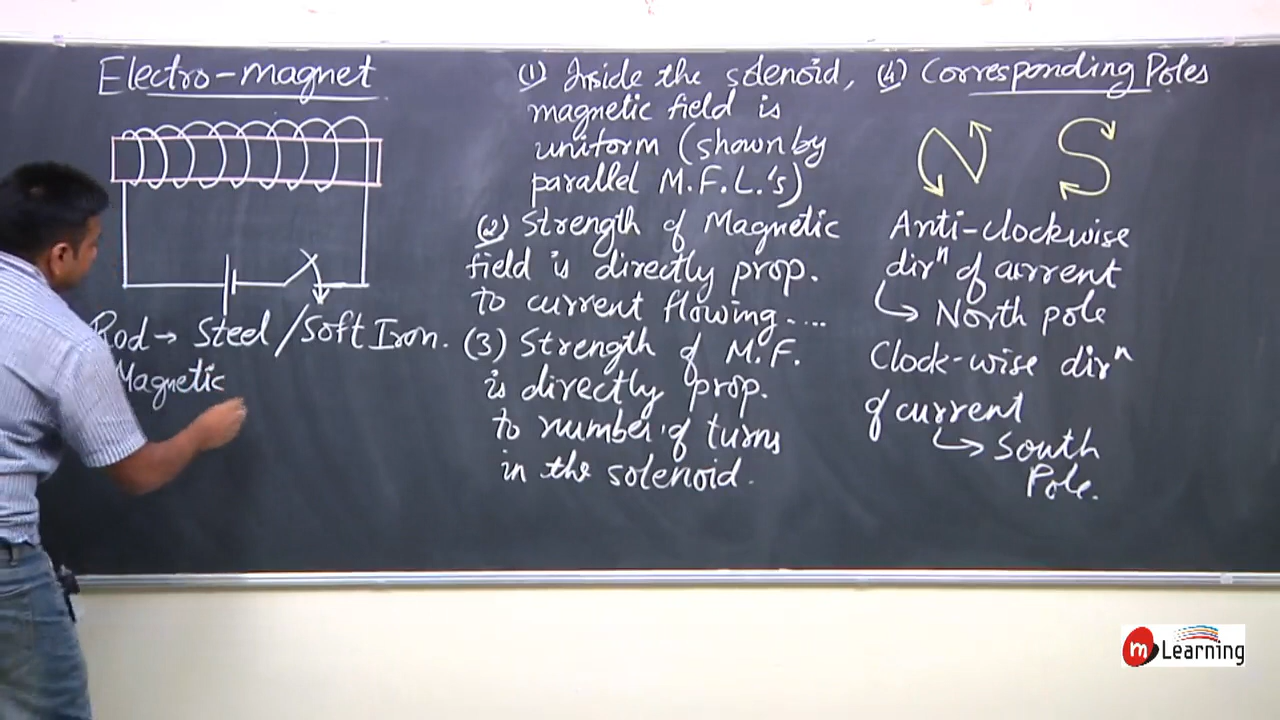 Electro-magnet
Rod → Steel / Soft Iron.
Magnetic
(1) Inside the solenoid,
magnetic field is
uniform (shown by
parallel M.F.L.'s)
(2) Strength of Magnetic
field is directly prop.
to current flowing....
(3) Strength of M.F.
is directly prop.
to number of turns
in the solenoid.
(4) Corresponding Poles
N S
Anti-clockwise
dirⁿ of current
↳ North pole
Clock-wise dirⁿ
of current
↳ South
Pole.
m Learning